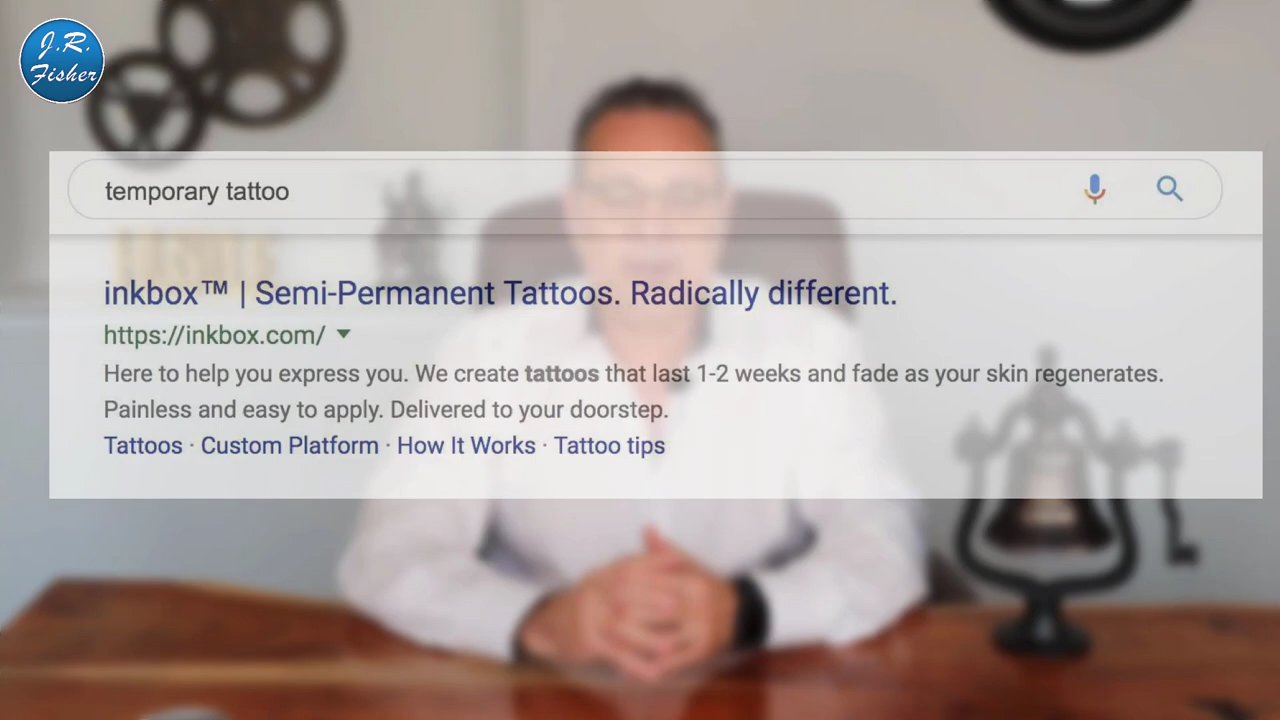 J.R.
Fisher
temporary tattoo
inkbox™ | Semi-Permanent Tattoos. Radically different.
https://inkbox.com/
Here to help you express you. We create tattoos that last 1-2 weeks and fade as your skin regenerates.
Painless and easy to apply. Delivered to your doorstep.
Tattoos · Custom Platform · How It Works · Tattoo tips